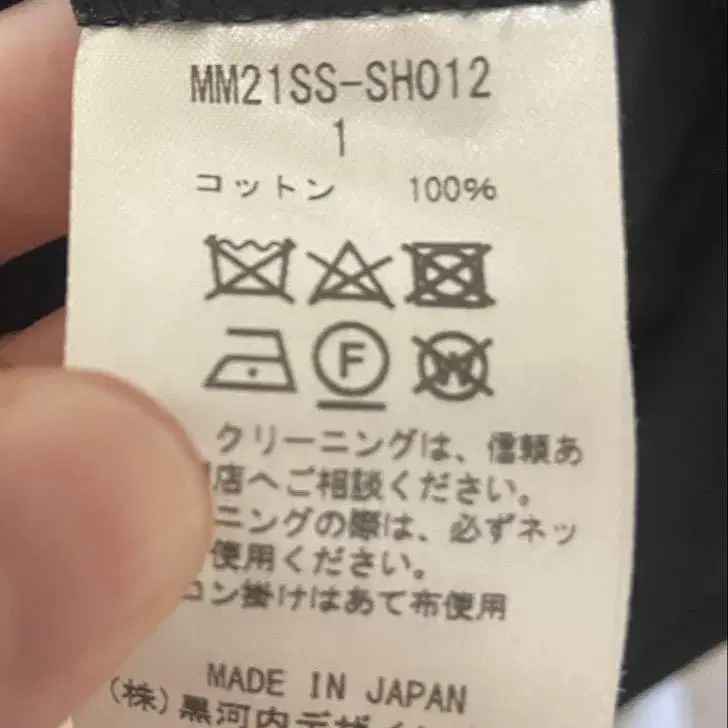 MM21SS-SH012
1
コットン 100%
F
W
クリーニングは、信頼あ
店へご相談ください。
ニングの際は、必ずネッ
使用ください。
コン掛けはあて布使用
MADE IN JAPAN
(株)黒河内デザイ